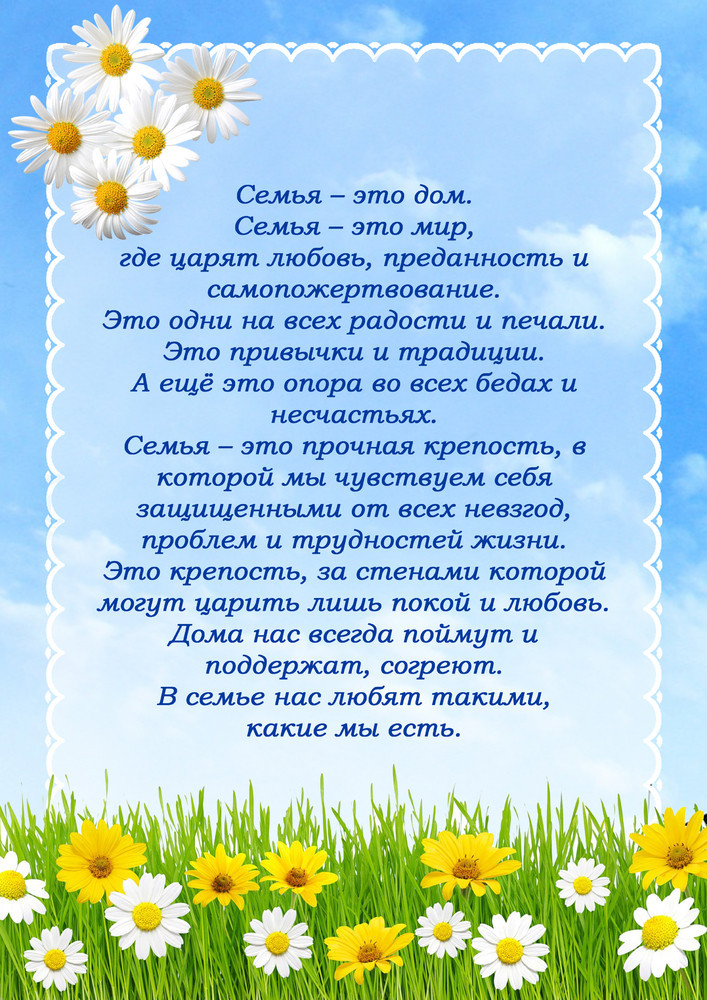 Семья – это дом.
Семья – это мир,
где царят любовь, преданность и
самопожертвование.
Это одни на всех радости и печали.
Это привычки и традиции.
А ещё это опора во всех бедах и
несчастьях.
Семья – это прочная крепость, в
которой мы чувствуем себя
защищенными от всех невзгод,
проблем и трудностей жизни.
Это крепость, за стенами которой
могут царить лишь покой и любовь.
Дома нас всегда поймут и
поддержат, согреют.
В семье нас любят такими,
какие мы есть.